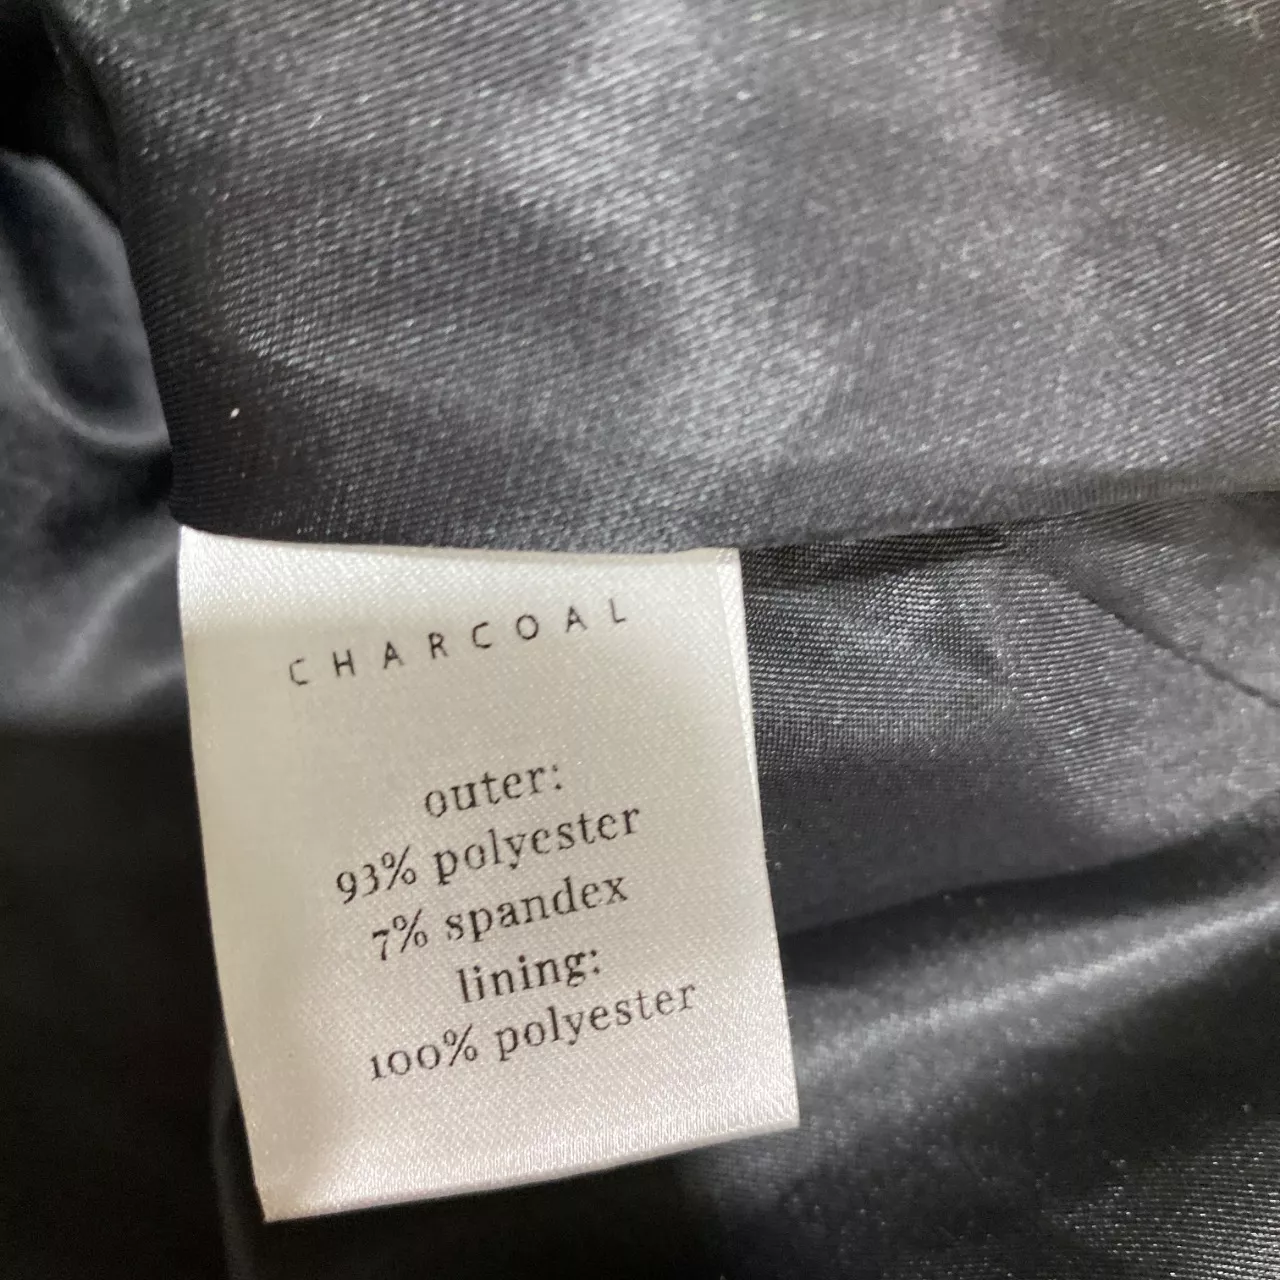 CHARCOAL
outer:
93% polyester
7% spandex
lining:
100% polyester